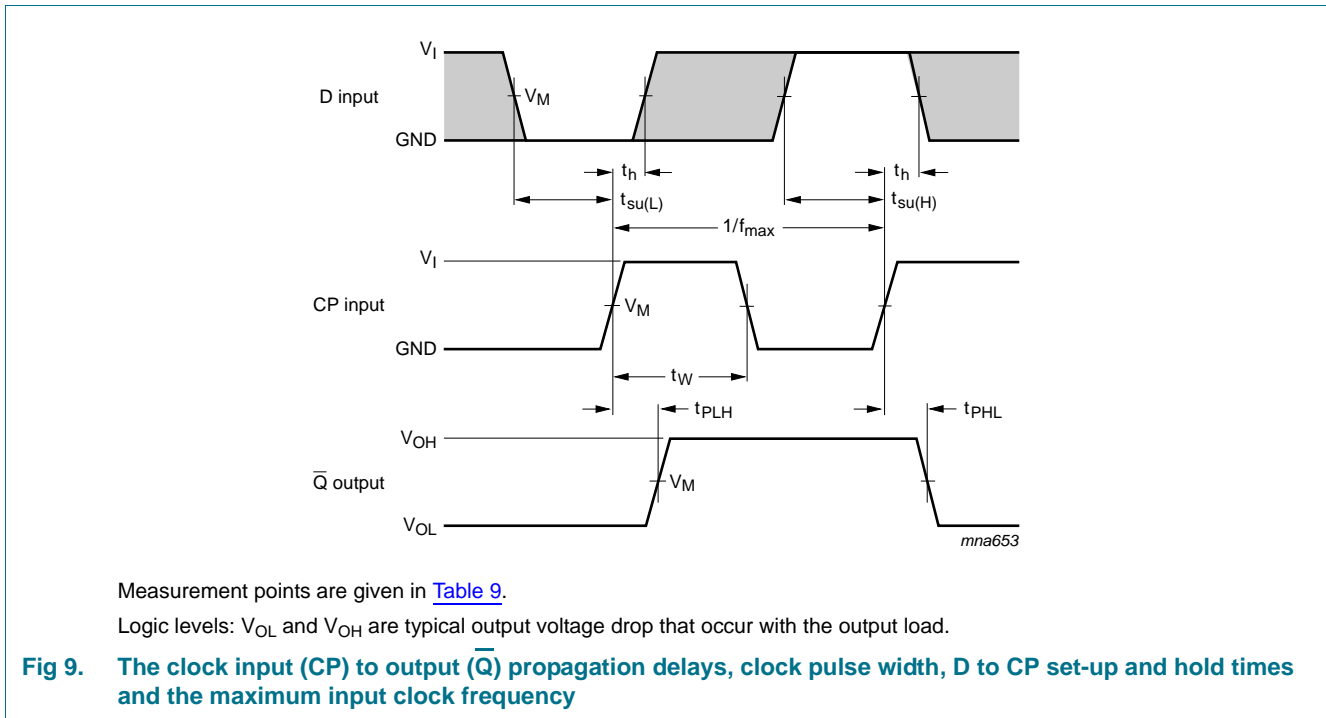 V_I
D input
V_M
GND
t_h
t_h
t_su(L)
t_su(H)
1/f_max
V_I
CP input
V_M
GND
t_W
t_PLH
t_PHL
V_OH
Q̅ output
V_M
V_OL
mna653
Measurement points are given in Table 9.
Logic levels: V_OL and V_OH are typical output voltage drop that occur with the output load.
Fig 9. The clock input (CP) to output (Q̅) propagation delays, clock pulse width, D to CP set-up and hold times
and the maximum input clock frequency